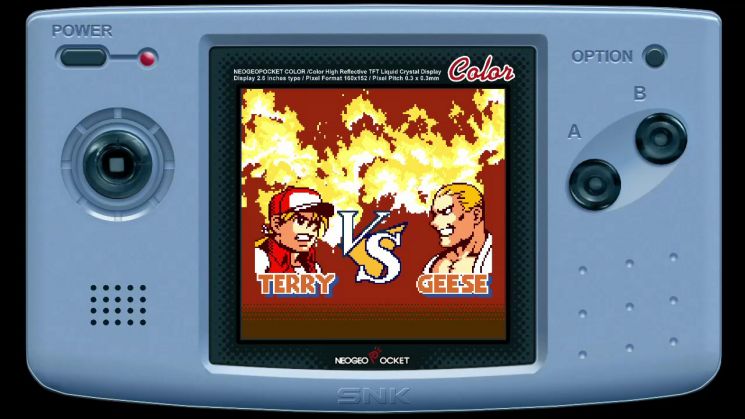 POWER
OPTION
B
A
NEOGEOPOCKET COLOR /Color High Reflective TFT Liquid Crystal Display
Display 2.6 Inches type / Pixel Format 160x152 / Pixel Pitch 0.3 x 0.3mm
Color
VS
TERRY
GEESE
NEOGEO POCKET
SNK